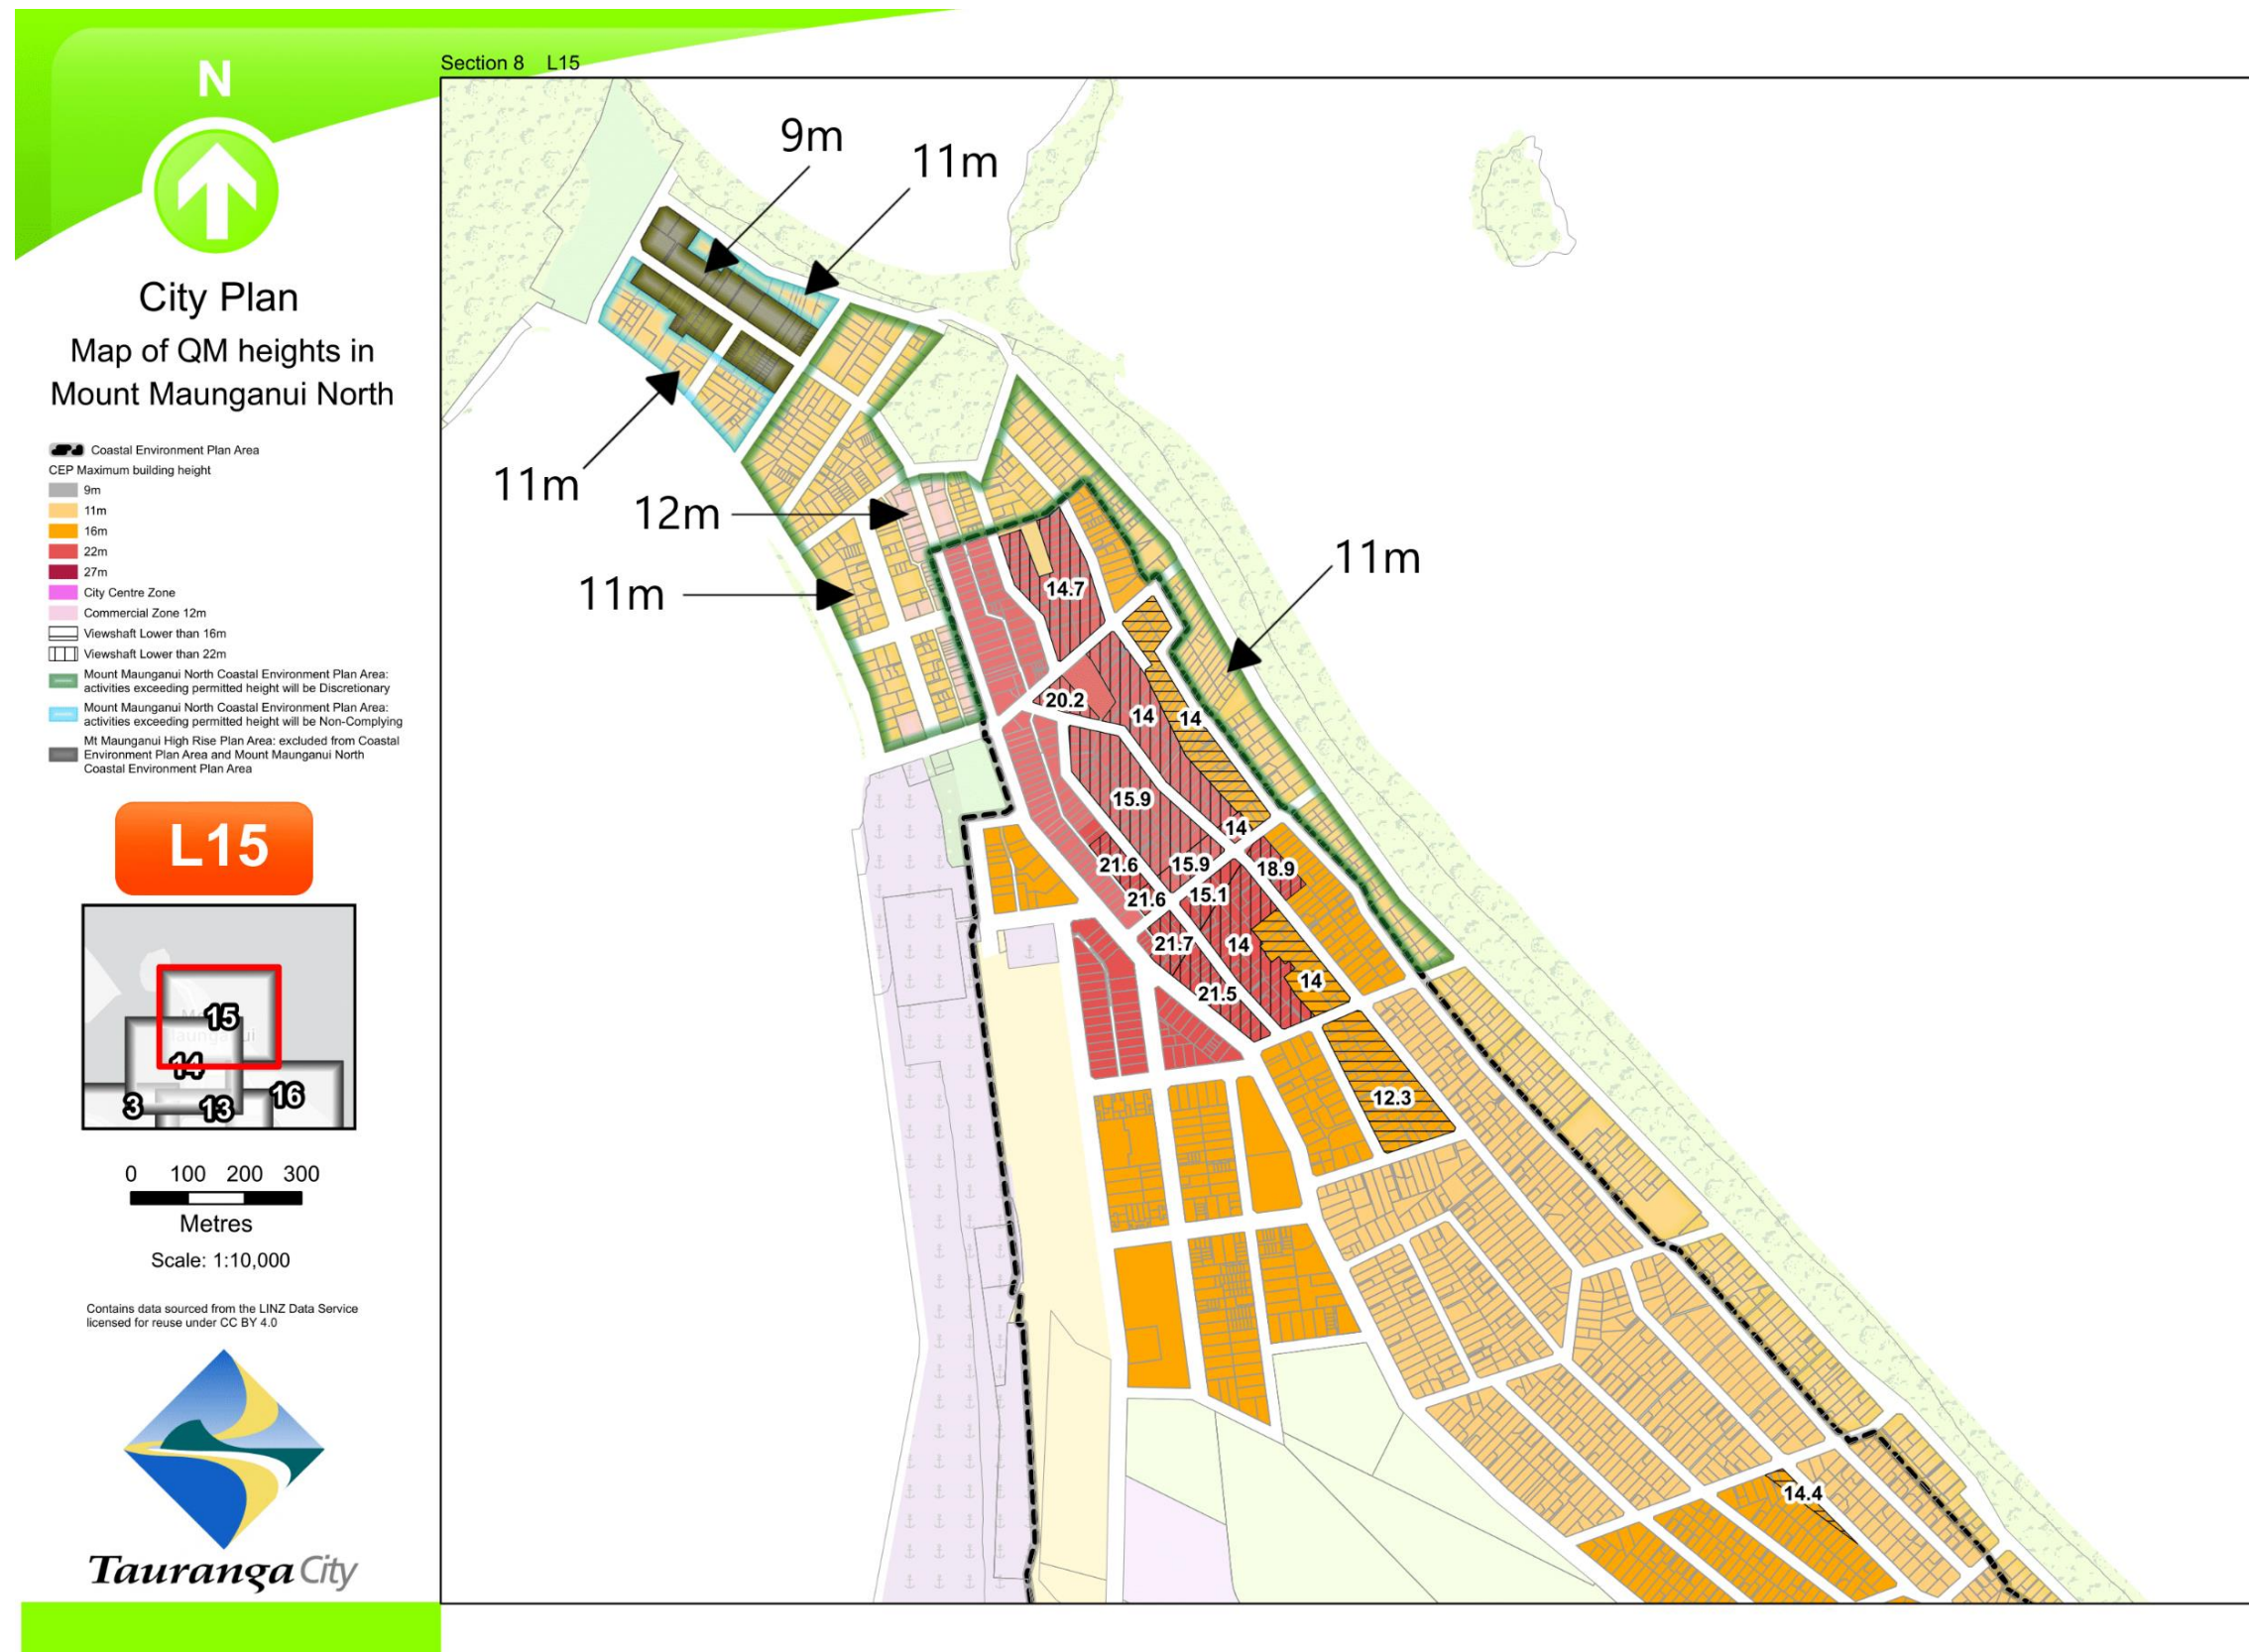 N
City Plan
Map of QM heights in
Mount Maunganui North
Coastal Environment Plan Area
CEP Maximum building height
9m
11m
16m
22m
27m
City Centre Zone
Commercial Zone 12m
Viewshaft Lower than 16m
Viewshaft Lower than 22m
Mount Maunganui North Coastal Environment Plan Area:
activities exceeding permitted height will be Discretionary
Mount Maunganui North Coastal Environment Plan Area:
activities exceeding permitted height will be Non-Complying
Mt Maunganui High Rise Plan Area: excluded from Coastal
Environment Plan Area and Mount Maunganui North
Coastal Environment Plan Area
L15
15
14
3
13
16
0 100 200 300
Metres
Scale: 1:10,000
Contains data sourced from the LINZ Data Service
licensed for reuse under CC BY 4.0
Tauranga City
Section 8 L15
9m
11m
11m
12m
11m
11m
14.7
20.2
14
14
15.9
14
21.6
15.9
18.9
21.6
15.1
21.7
14
14
21.5
12.3
14.4